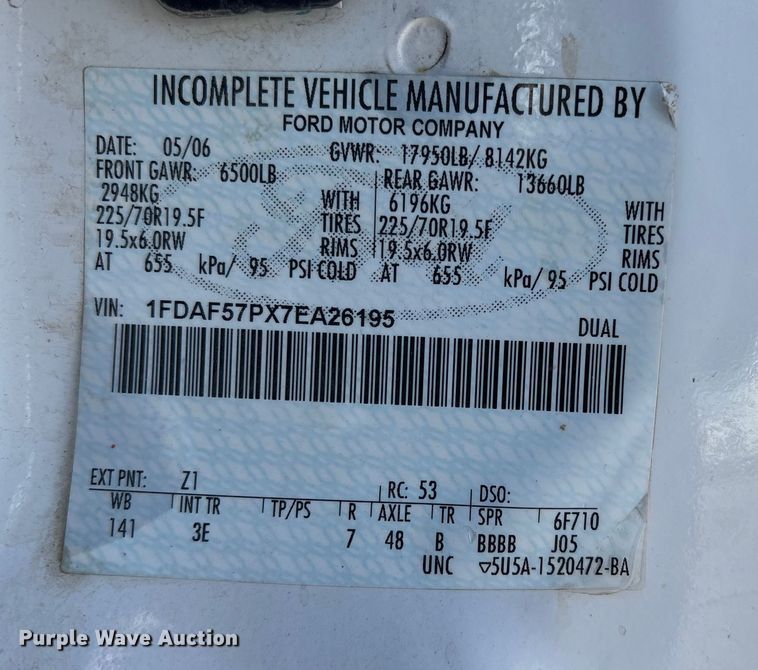 INCOMPLETE VEHICLE MANUFACTURED BY
FORD MOTOR COMPANY
DATE: 05/06 GVWR: 17950LB/ 8142KG
FRONT GAWR: 6500LB REAR GAWR: 13660LB
2948KG WITH 6196KG WITH
225/70R19.5F TIRES 225/70R19.5F TIRES
19.5x6.0RW RIMS 19.5x6.0RW RIMS
AT 655 kPa/ 95 PSI COLD AT 655 kPa/ 95 PSI COLD
VIN: 1FDAF57PX7EA26195
DUAL
EXT PNT: Z1 RC: 53 DSO:
WB INT TR TP/PS R AXLE TR SPR 6F710
141 3E 7 48 B BBBB J05
UNC ▽5U5A-1520472-BA
Purple Wave Auction